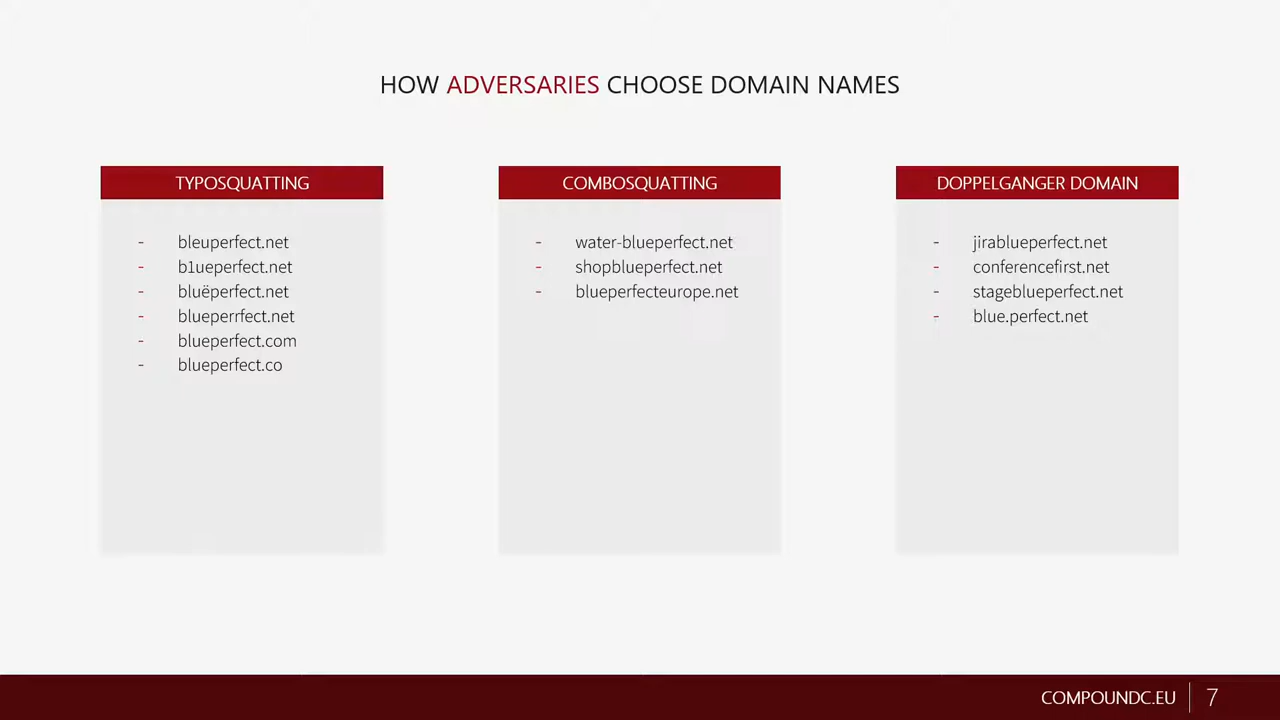 HOW ADVERSARIES CHOOSE DOMAIN NAMES
TYPOSQUATTING
- bleuperfect.net
- b1ueperfect.net
- bluëperfect.net
- blueperrfect.net
- blueperfect.com
- blueperfect.co
COMBOSQUATTING
- water-blueperfect.net
- shopblueperfect.net
- blueperfecteurope.net
DOPPELGANGER DOMAIN
- jirablueperfect.net
- conferencefirst.net
- stageblueperfect.net
- blue.perfect.net
COMPOUNDC.EU
7